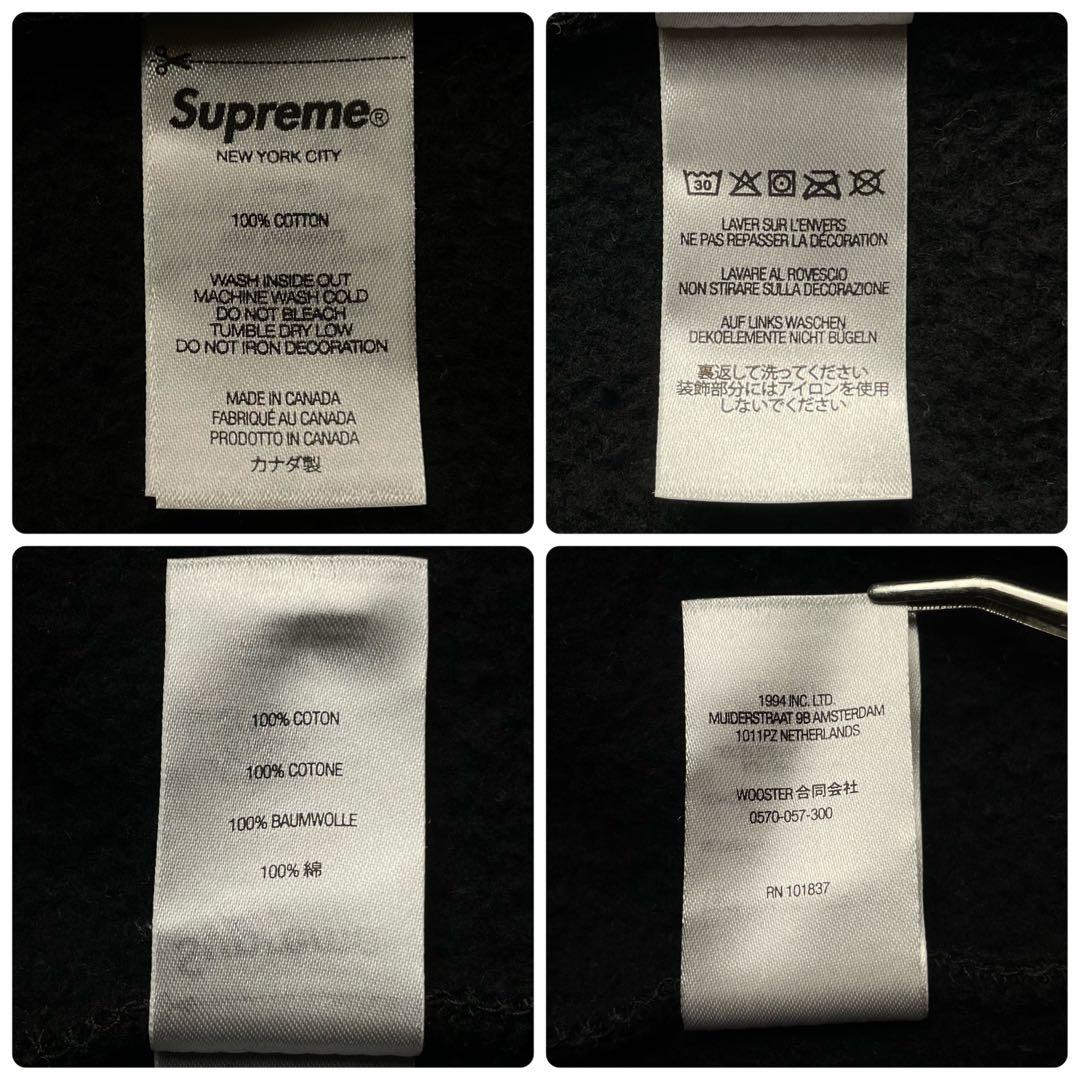 Supreme®
NEW YORK CITY
100% COTTON
WASH INSIDE OUT
MACHINE WASH COLD
DO NOT BLEACH
TUMBLE DRY LOW
DO NOT IRON DECORATION
MADE IN CANADA
FABRIQUÉ AU CANADA
PRODOTTO IN CANADA
カナダ製
30
LAVER SUR L'ENVERS
NE PAS REPASSER LA DÉCORATION
LAVARE AL ROVESCIO
NON STIRARE SULLA DECORAZIONE
AUF LINKS WASCHEN
DEKOELEMENTE NICHT BÜGELN
裏返して洗ってください
装飾部分にはアイロンを使用
しないでください
100% COTON
100% COTONE
100% BAUMWOLLE
100% 綿
1994 INC. LTD.
MUIDERSTRAAT 9B AMSTERDAM
1011PZ NETHERLANDS
WOOSTER 合同会社
0570-057-300
RN 101837